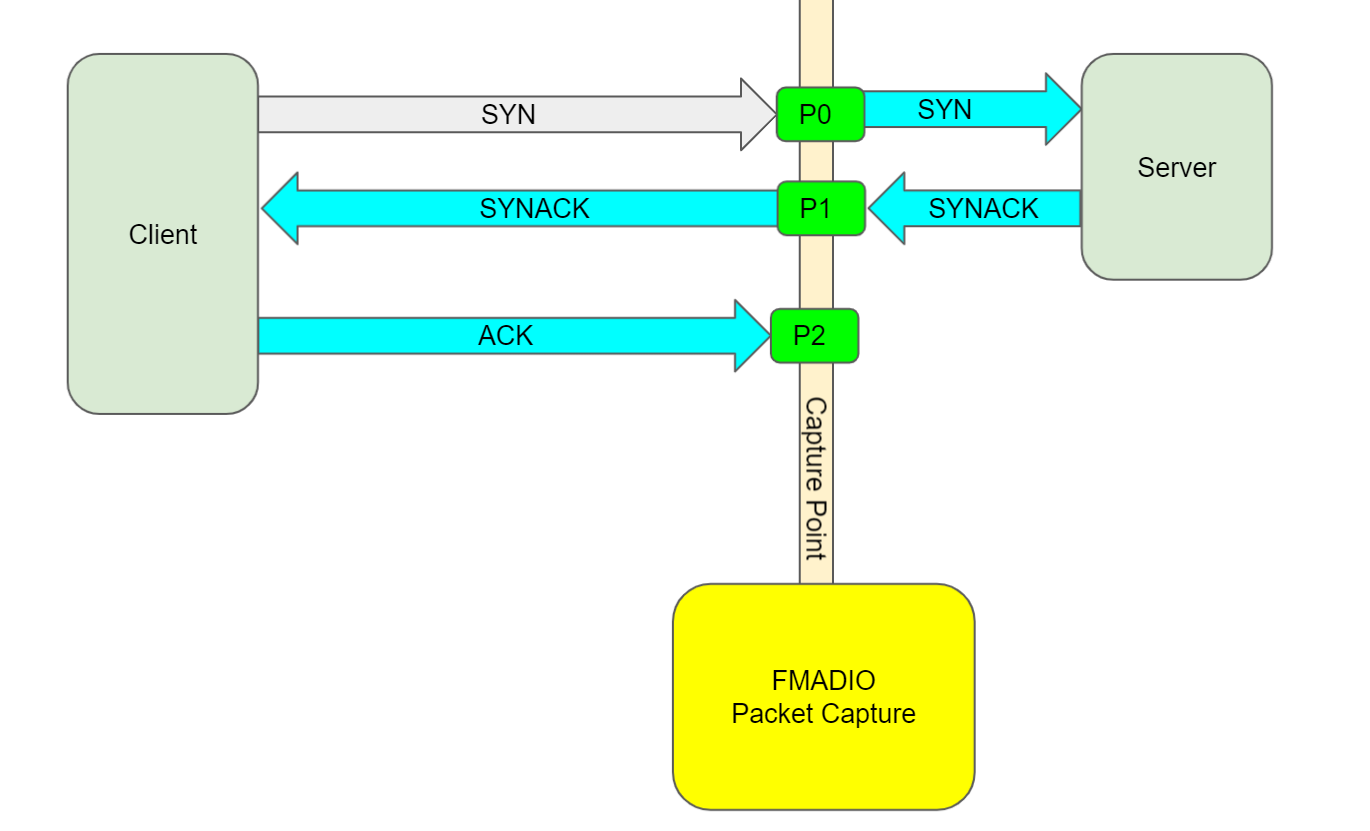 SYN
P0
SYN
Server
SYNACK
P1
SYNACK
Client
ACK
P2
Capture Point
FMADIO
Packet Capture